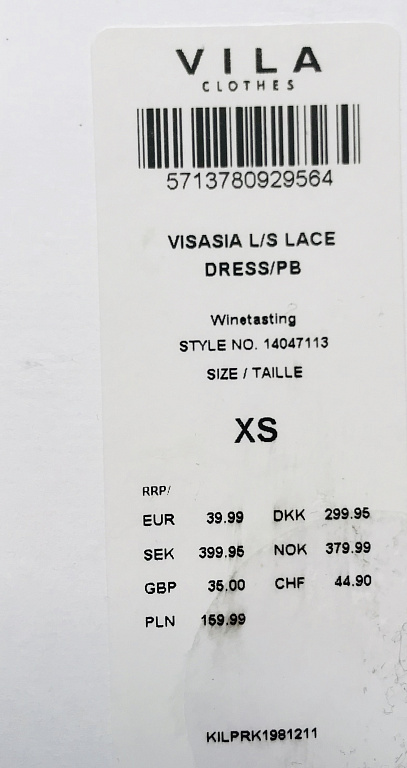 VILA
CLOTHES
5713780929564
VISASIA L/S LACE
DRESS/PB
Winetasting
STYLE NO. 14047113
SIZE / TAILLE
XS
RRP/
EUR 39.99 DKK 299.95
SEK 399.95 NOK 379.99
GBP 35.00 CHF 44.90
PLN 159.99
KILPRK1981211